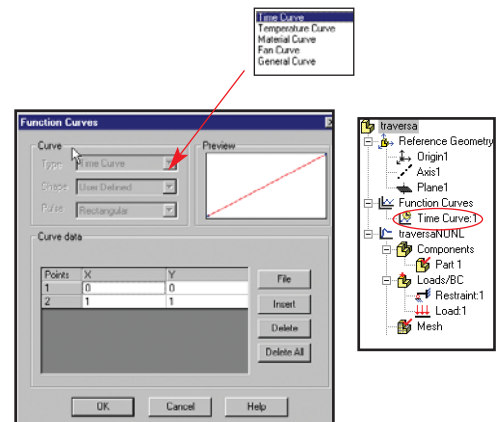 Time Curve
Temperature Curve
Material Curve
Fan Curve
General Curve
Function Curves
Curve
Type
Time Curve
Shape
User Defined
Pulse
Rectangular
Preview
Curve data
Points X Y
1 0 0
2 1 1
File
Insert
Delete
Delete All
OK Cancel Help
traversa
Reference Geometry
Origin1
Axis1
Plane1
Function Curves
Time Curve:1
traversaNUNL
Components
Part 1
Loads/BC
Restraint:1
Load:1
Mesh